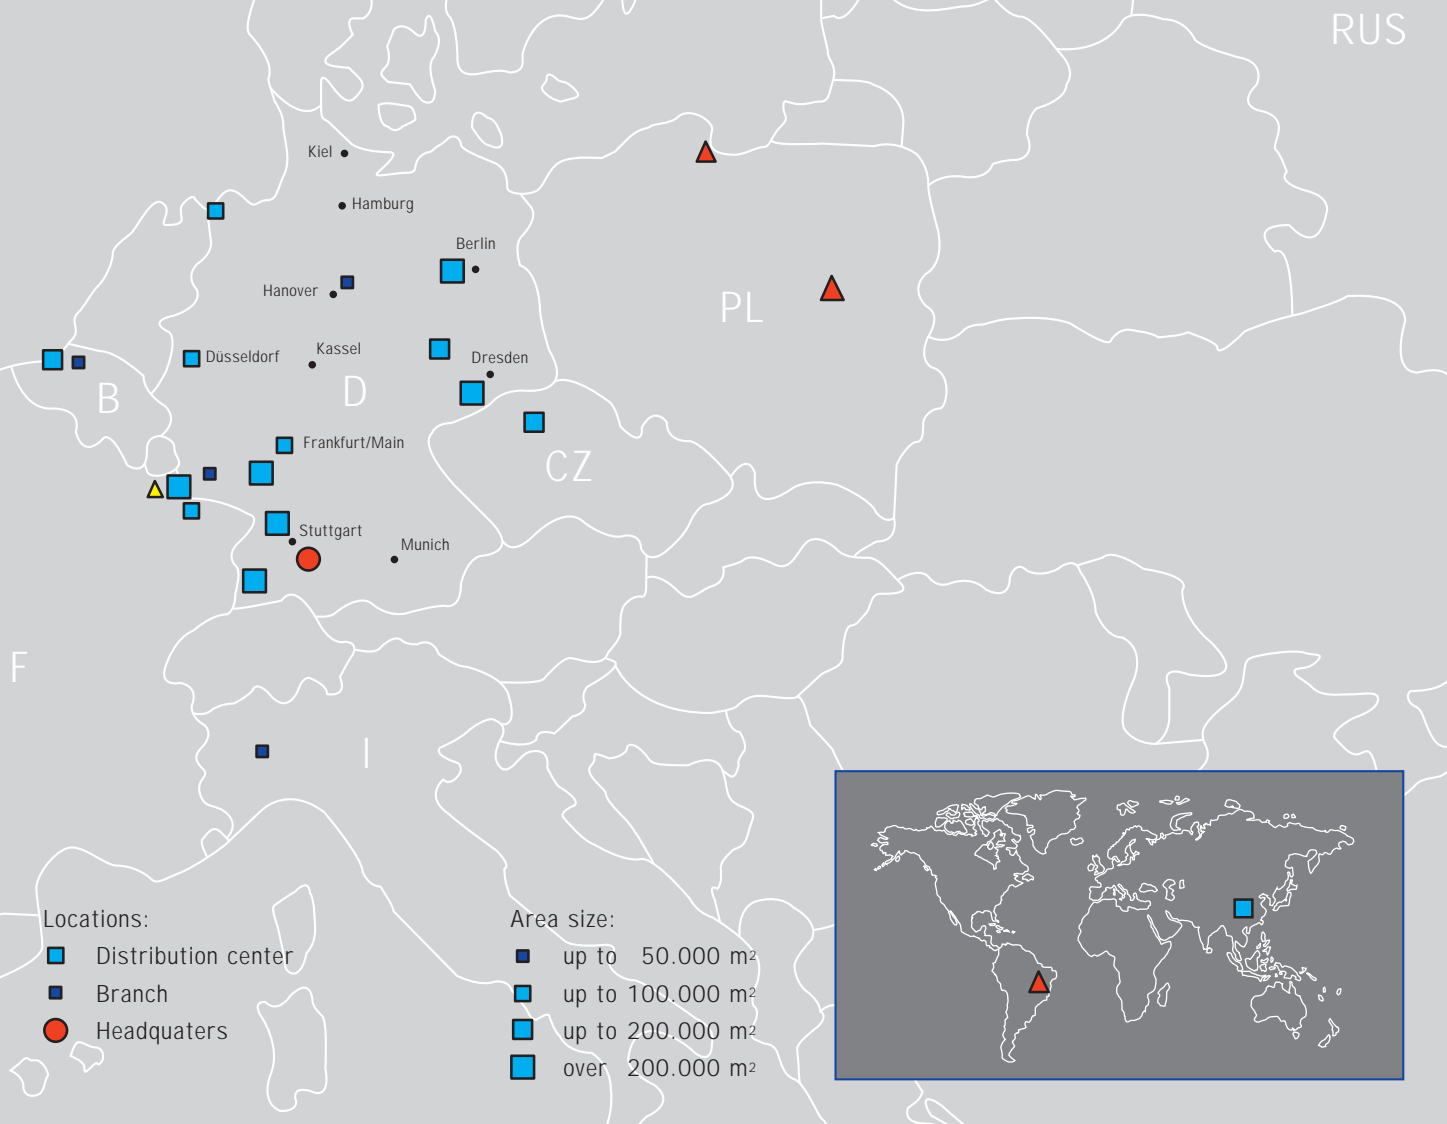 RUS
Kiel
Hamburg
Berlin
Hanover
PL
Düsseldorf
Kassel
Dresden
B
D
Frankfurt/Main
CZ
Stuttgart
Munich
F
I
Locations:
Distribution center
Branch
Headquaters
Area size:
up to 50.000 m2
up to 100.000 m2
up to 200.000 m2
over 200.000 m2